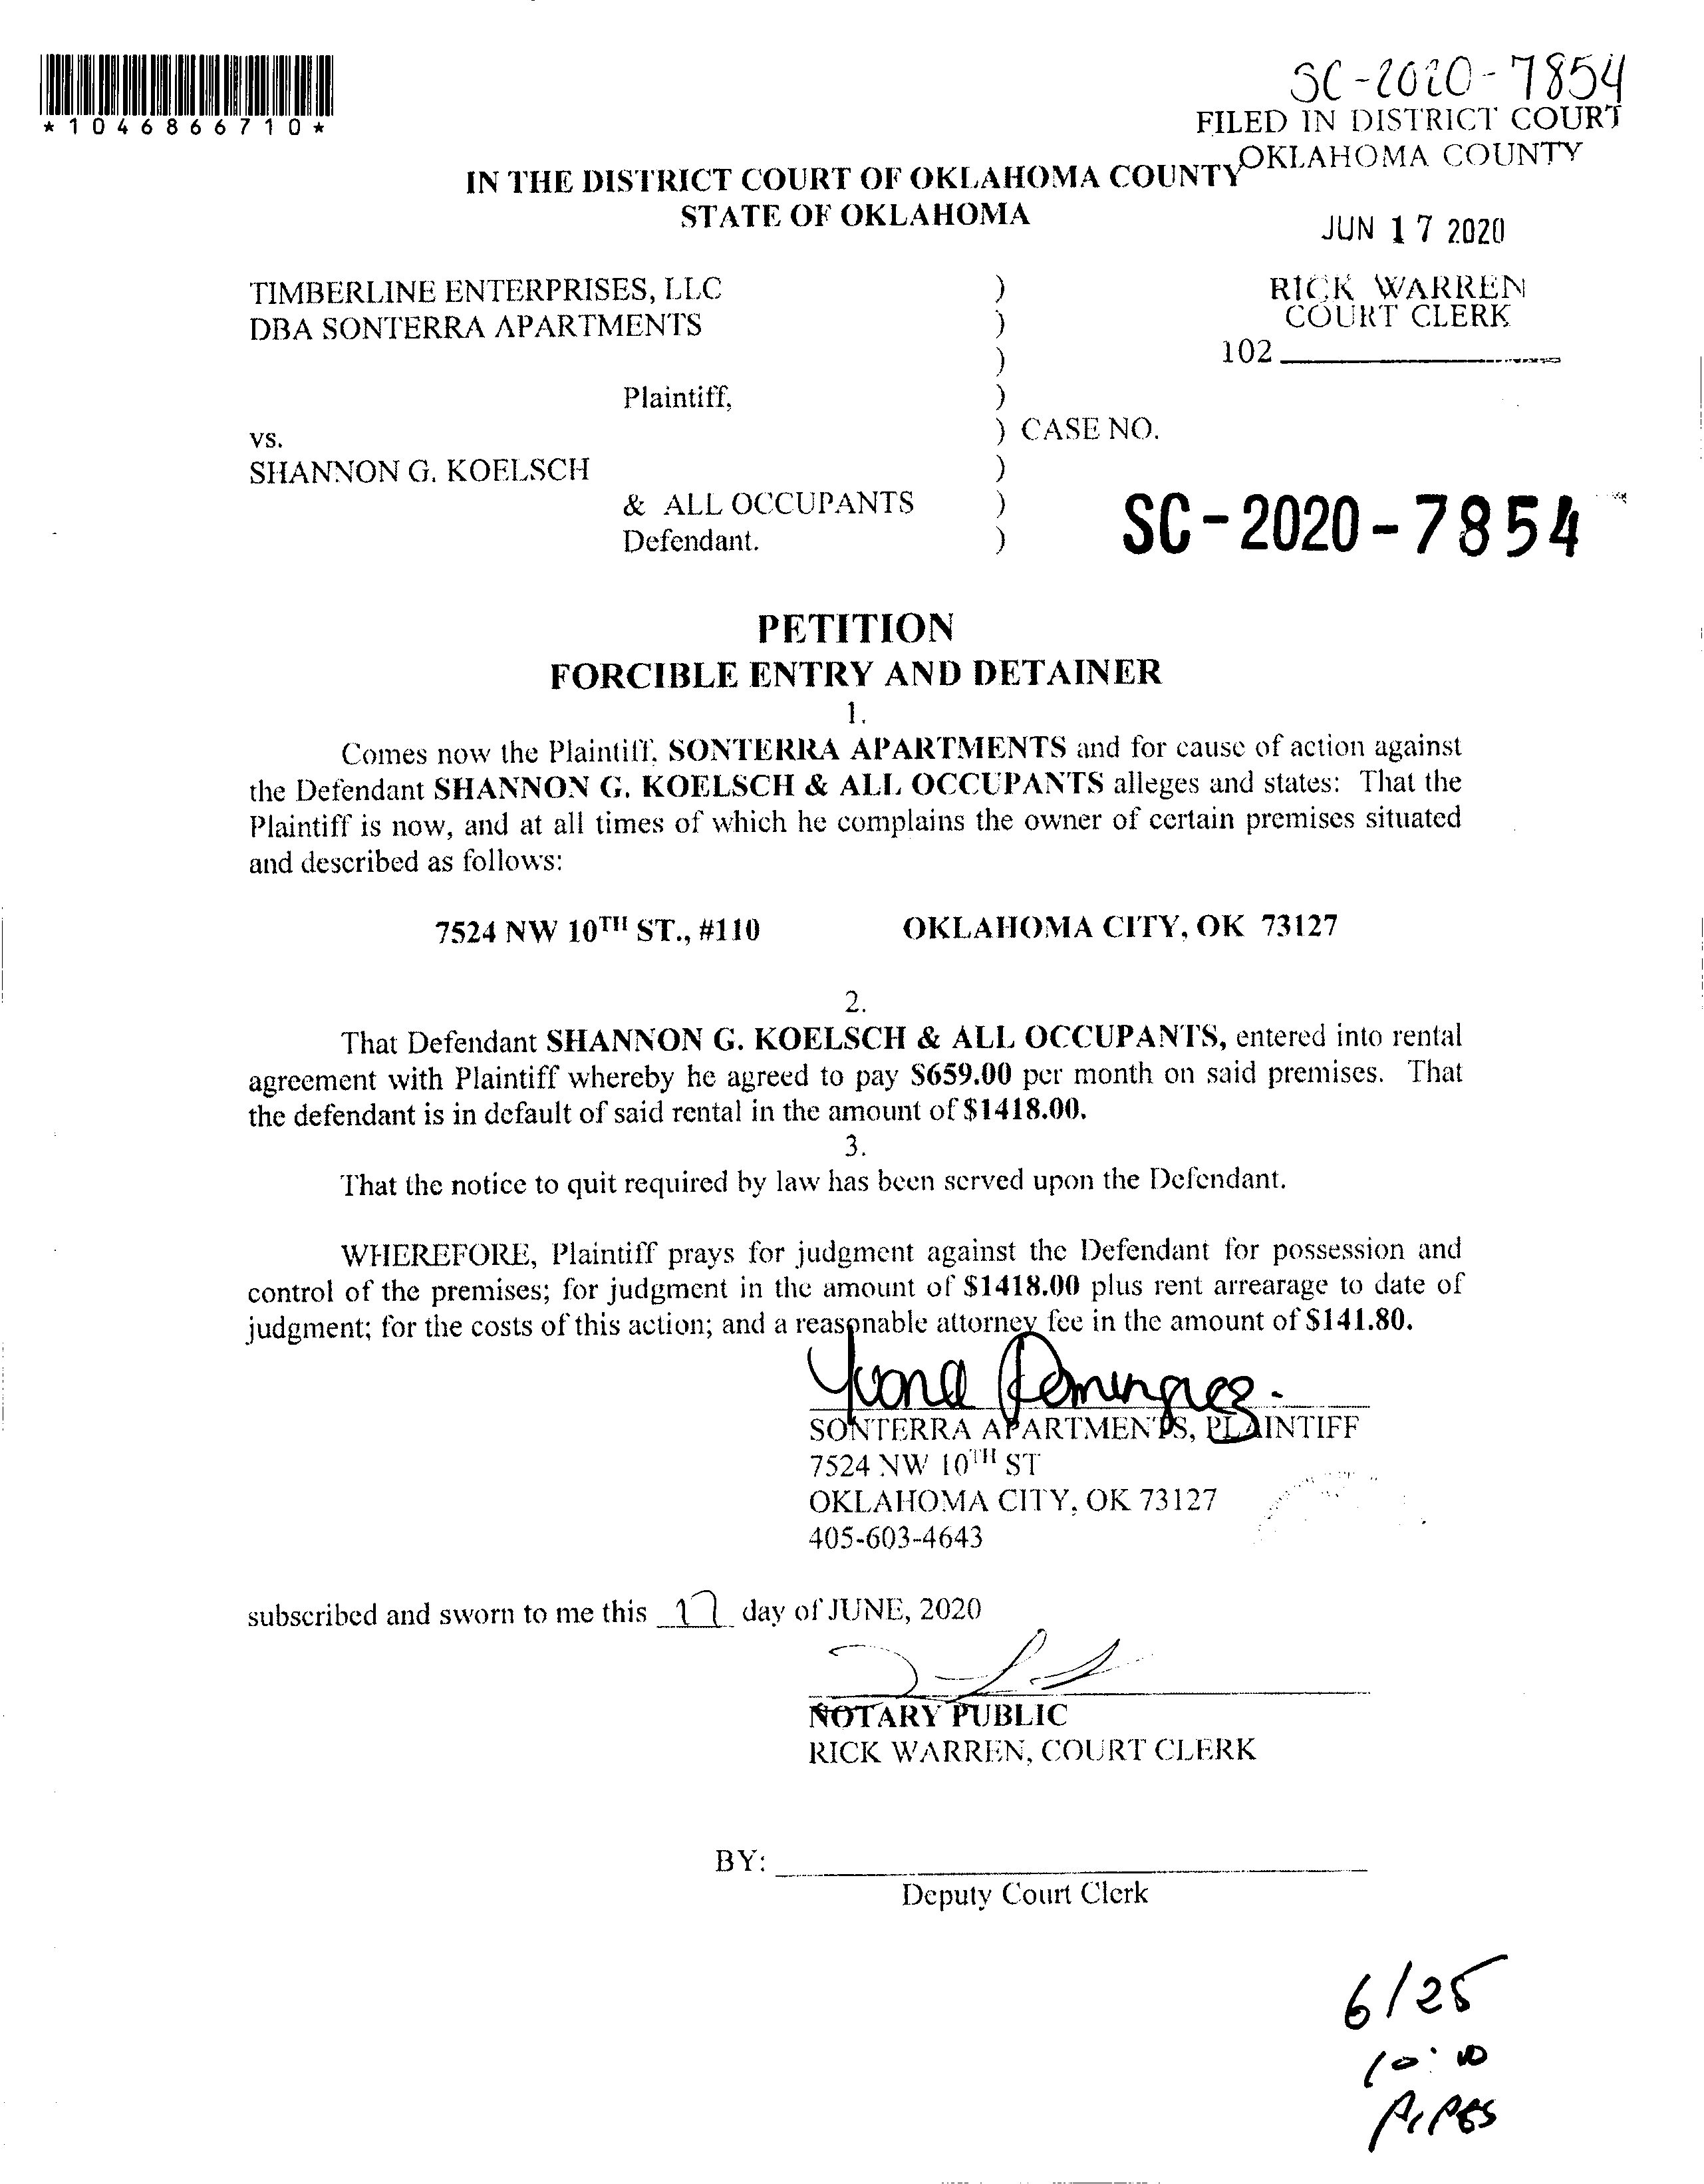 SC-2020-7854
*1046866710*
FILED IN DISTRICT COURT
OKLAHOMA COUNTY
IN THE DISTRICT COURT OF OKLAHOMA COUNTY
STATE OF OKLAHOMA
JUN 17 2020
TIMBERLINE ENTERPRISES, LLC )
RICK WARREN
DBA SONTERRA APARTMENTS )
COURT CLERK
)
102
Plaintiff, )
vs. ) CASE NO.
SHANNON G. KOELSCH )
& ALL OCCUPANTS )
SC-2020-7854
Defendant. )
PETITION
FORCIBLE ENTRY AND DETAINER
1.
Comes now the Plaintiff, SONTERRA APARTMENTS and for cause of action against
the Defendant SHANNON G. KOELSCH & ALL OCCUPANTS alleges and states: That the
Plaintiff is now, and at all times of which he complains the owner of certain premises situated
and described as follows:
7524 NW 10TH ST., #110 OKLAHOMA CITY, OK 73127
2.
That Defendant SHANNON G. KOELSCH & ALL OCCUPANTS, entered into rental
agreement with Plaintiff whereby he agreed to pay $659.00 per month on said premises. That
the defendant is in default of said rental in the amount of $1418.00.
3.
That the notice to quit required by law has been served upon the Defendant.
WHEREFORE, Plaintiff prays for judgment against the Defendant for possession and
control of the premises; for judgment in the amount of $1418.00 plus rent arrearage to date of
judgment; for the costs of this action; and a reasonable attorney fee in the amount of $141.80.
SONTERRA APARTMENTS, PLAINTIFF
7524 NW 10TH ST
OKLAHOMA CITY, OK 73127
405-603-4643
subscribed and sworn to me this 17 day of JUNE, 2020
NOTARY PUBLIC
RICK WARREN, COURT CLERK
BY:
Deputy Court Clerk
6/25
10:00
PIPES